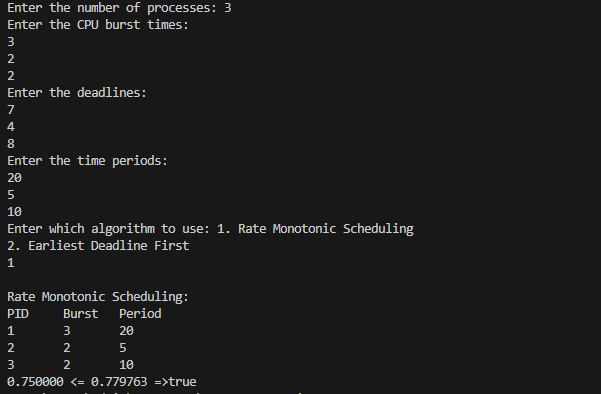 Enter the number of processes: 3
Enter the CPU burst times:
3
2
2
Enter the deadlines:
7
4
8
Enter the time periods:
20
5
10
Enter which algorithm to use: 1. Rate Monotonic Scheduling
2. Earliest Deadline First
1
Rate Monotonic Scheduling:
PID Burst Period
1 3 20
2 2 5
3 2 10
0.750000 <= 0.779763 =>true